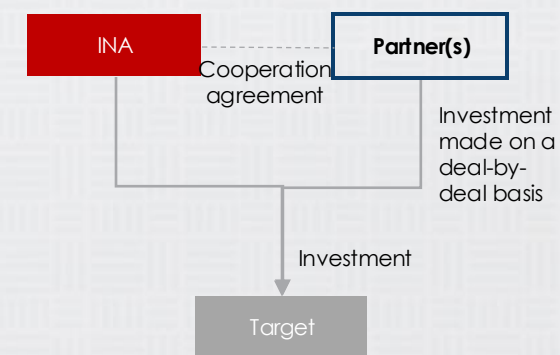 INA
Partner(s)
Cooperation
agreement
Investment
made on a
deal-by-
deal basis
Investment
Target